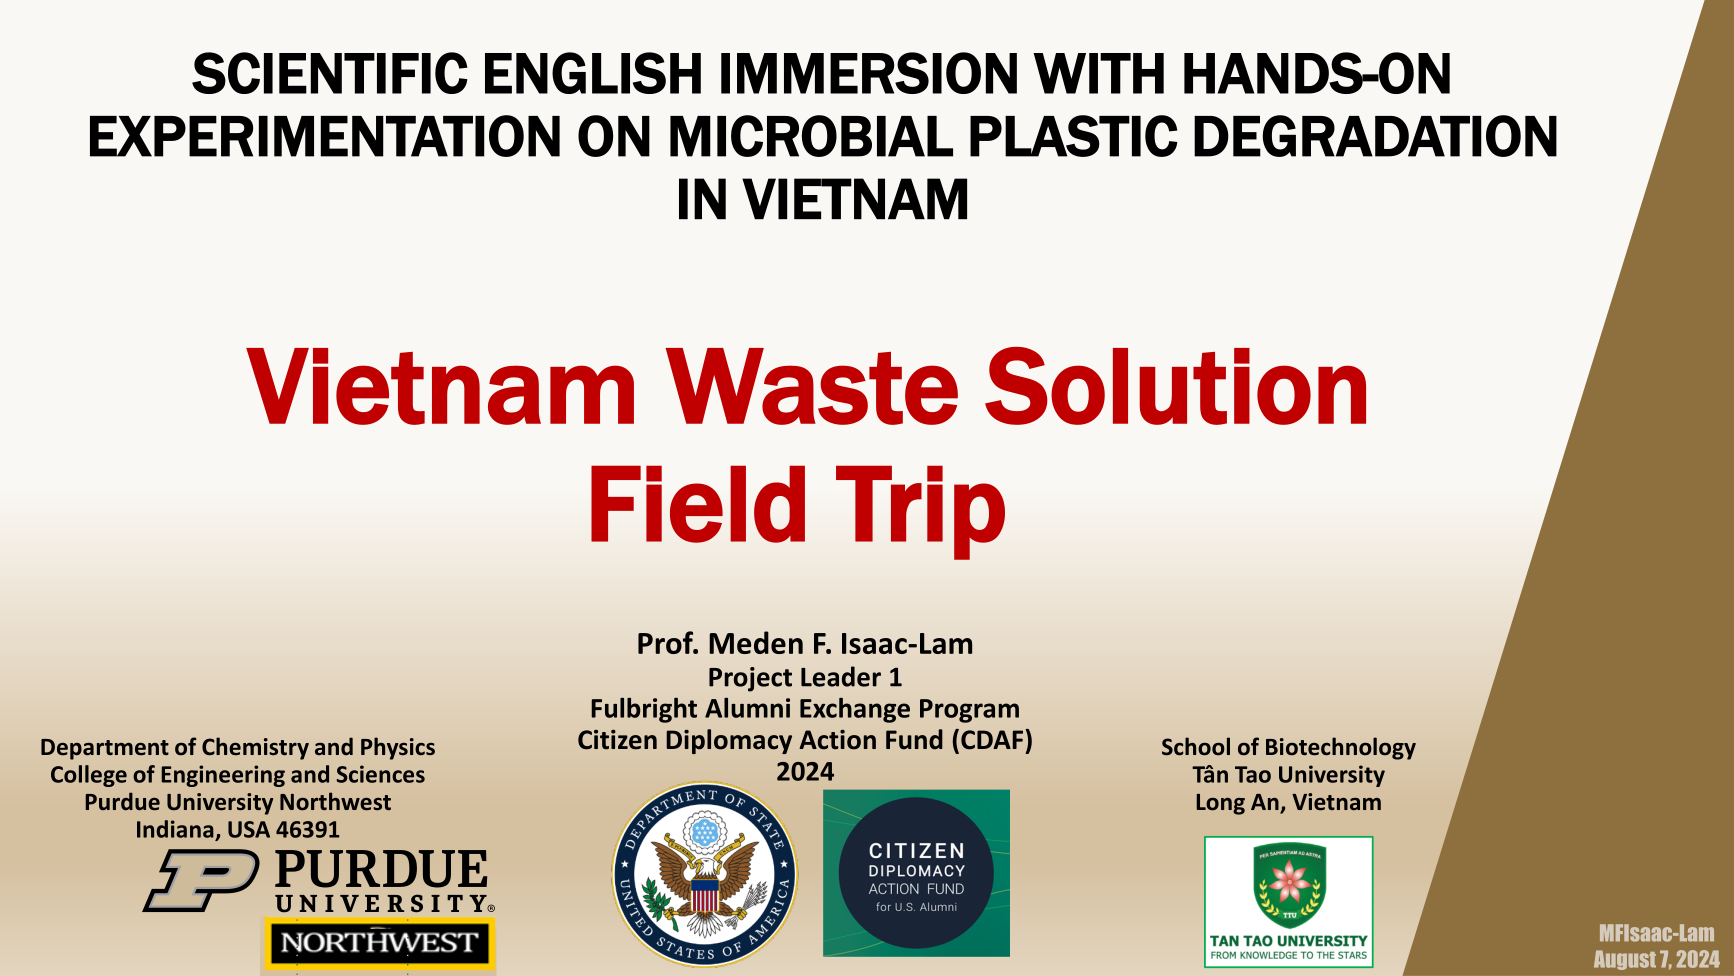 SCIENTIFIC ENGLISH IMMERSION WITH HANDS-ON
EXPERIMENTATION ON MICROBIAL PLASTIC DEGRADATION
IN VIETNAM
Vietnam Waste Solution
Field Trip
Prof. Meden F. Isaac-Lam
Project Leader 1
Fulbright Alumni Exchange Program
Citizen Diplomacy Action Fund (CDAF)
2024
Department of Chemistry and Physics
College of Engineering and Sciences
Purdue University Northwest
Indiana, USA 46391
PURDUE
UNIVERSITY®
NORTHWEST
DEPARTMENT OF STATE
UNITED STATES OF AMERICA
CITIZEN
DIPLOMACY
ACTION FUND
for U.S. Alumni
School of Biotechnology
Tân Tao University
Long An, Vietnam
PER SAPIENTIAM AD ASTRA
TTU
TAN TAO UNIVERSITY
FROM KNOWLEDGE TO THE STARS
MFIsaac-Lam
August 7, 2024